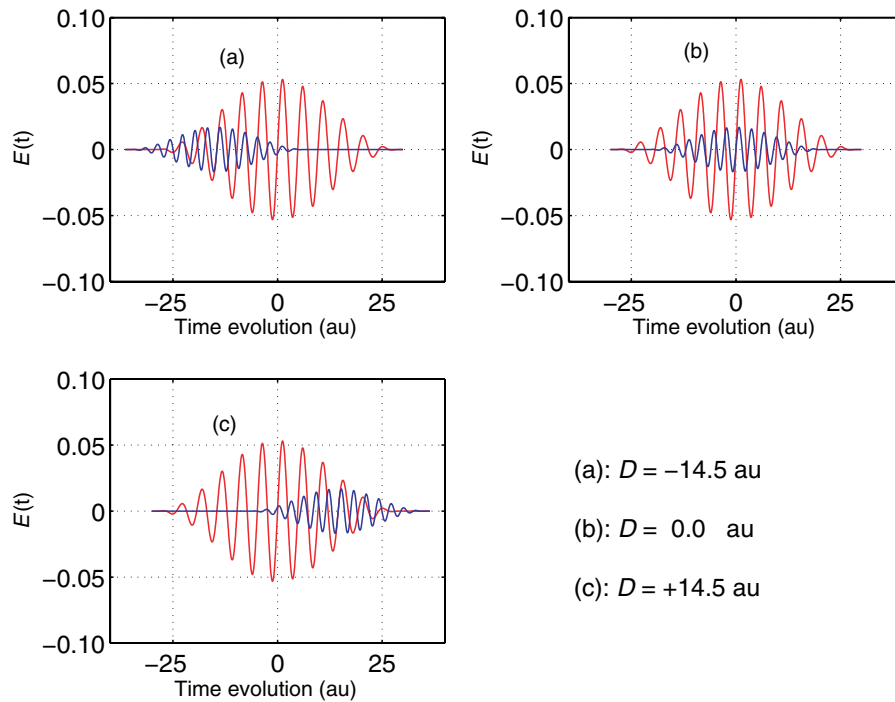 0.10
0.05
0
−0.05
−0.10
E(t)
(a)
−25 0 25
Time evolution (au)
0.10
0.05
0
−0.05
−0.10
E(t)
(b)
−25 0 25
Time evolution (au)
0.10
0.05
0
−0.05
−0.10
E(t)
(c)
−25 0 25
Time evolution (au)
(a): D = −14.5 au
(b): D = 0.0 au
(c): D = +14.5 au